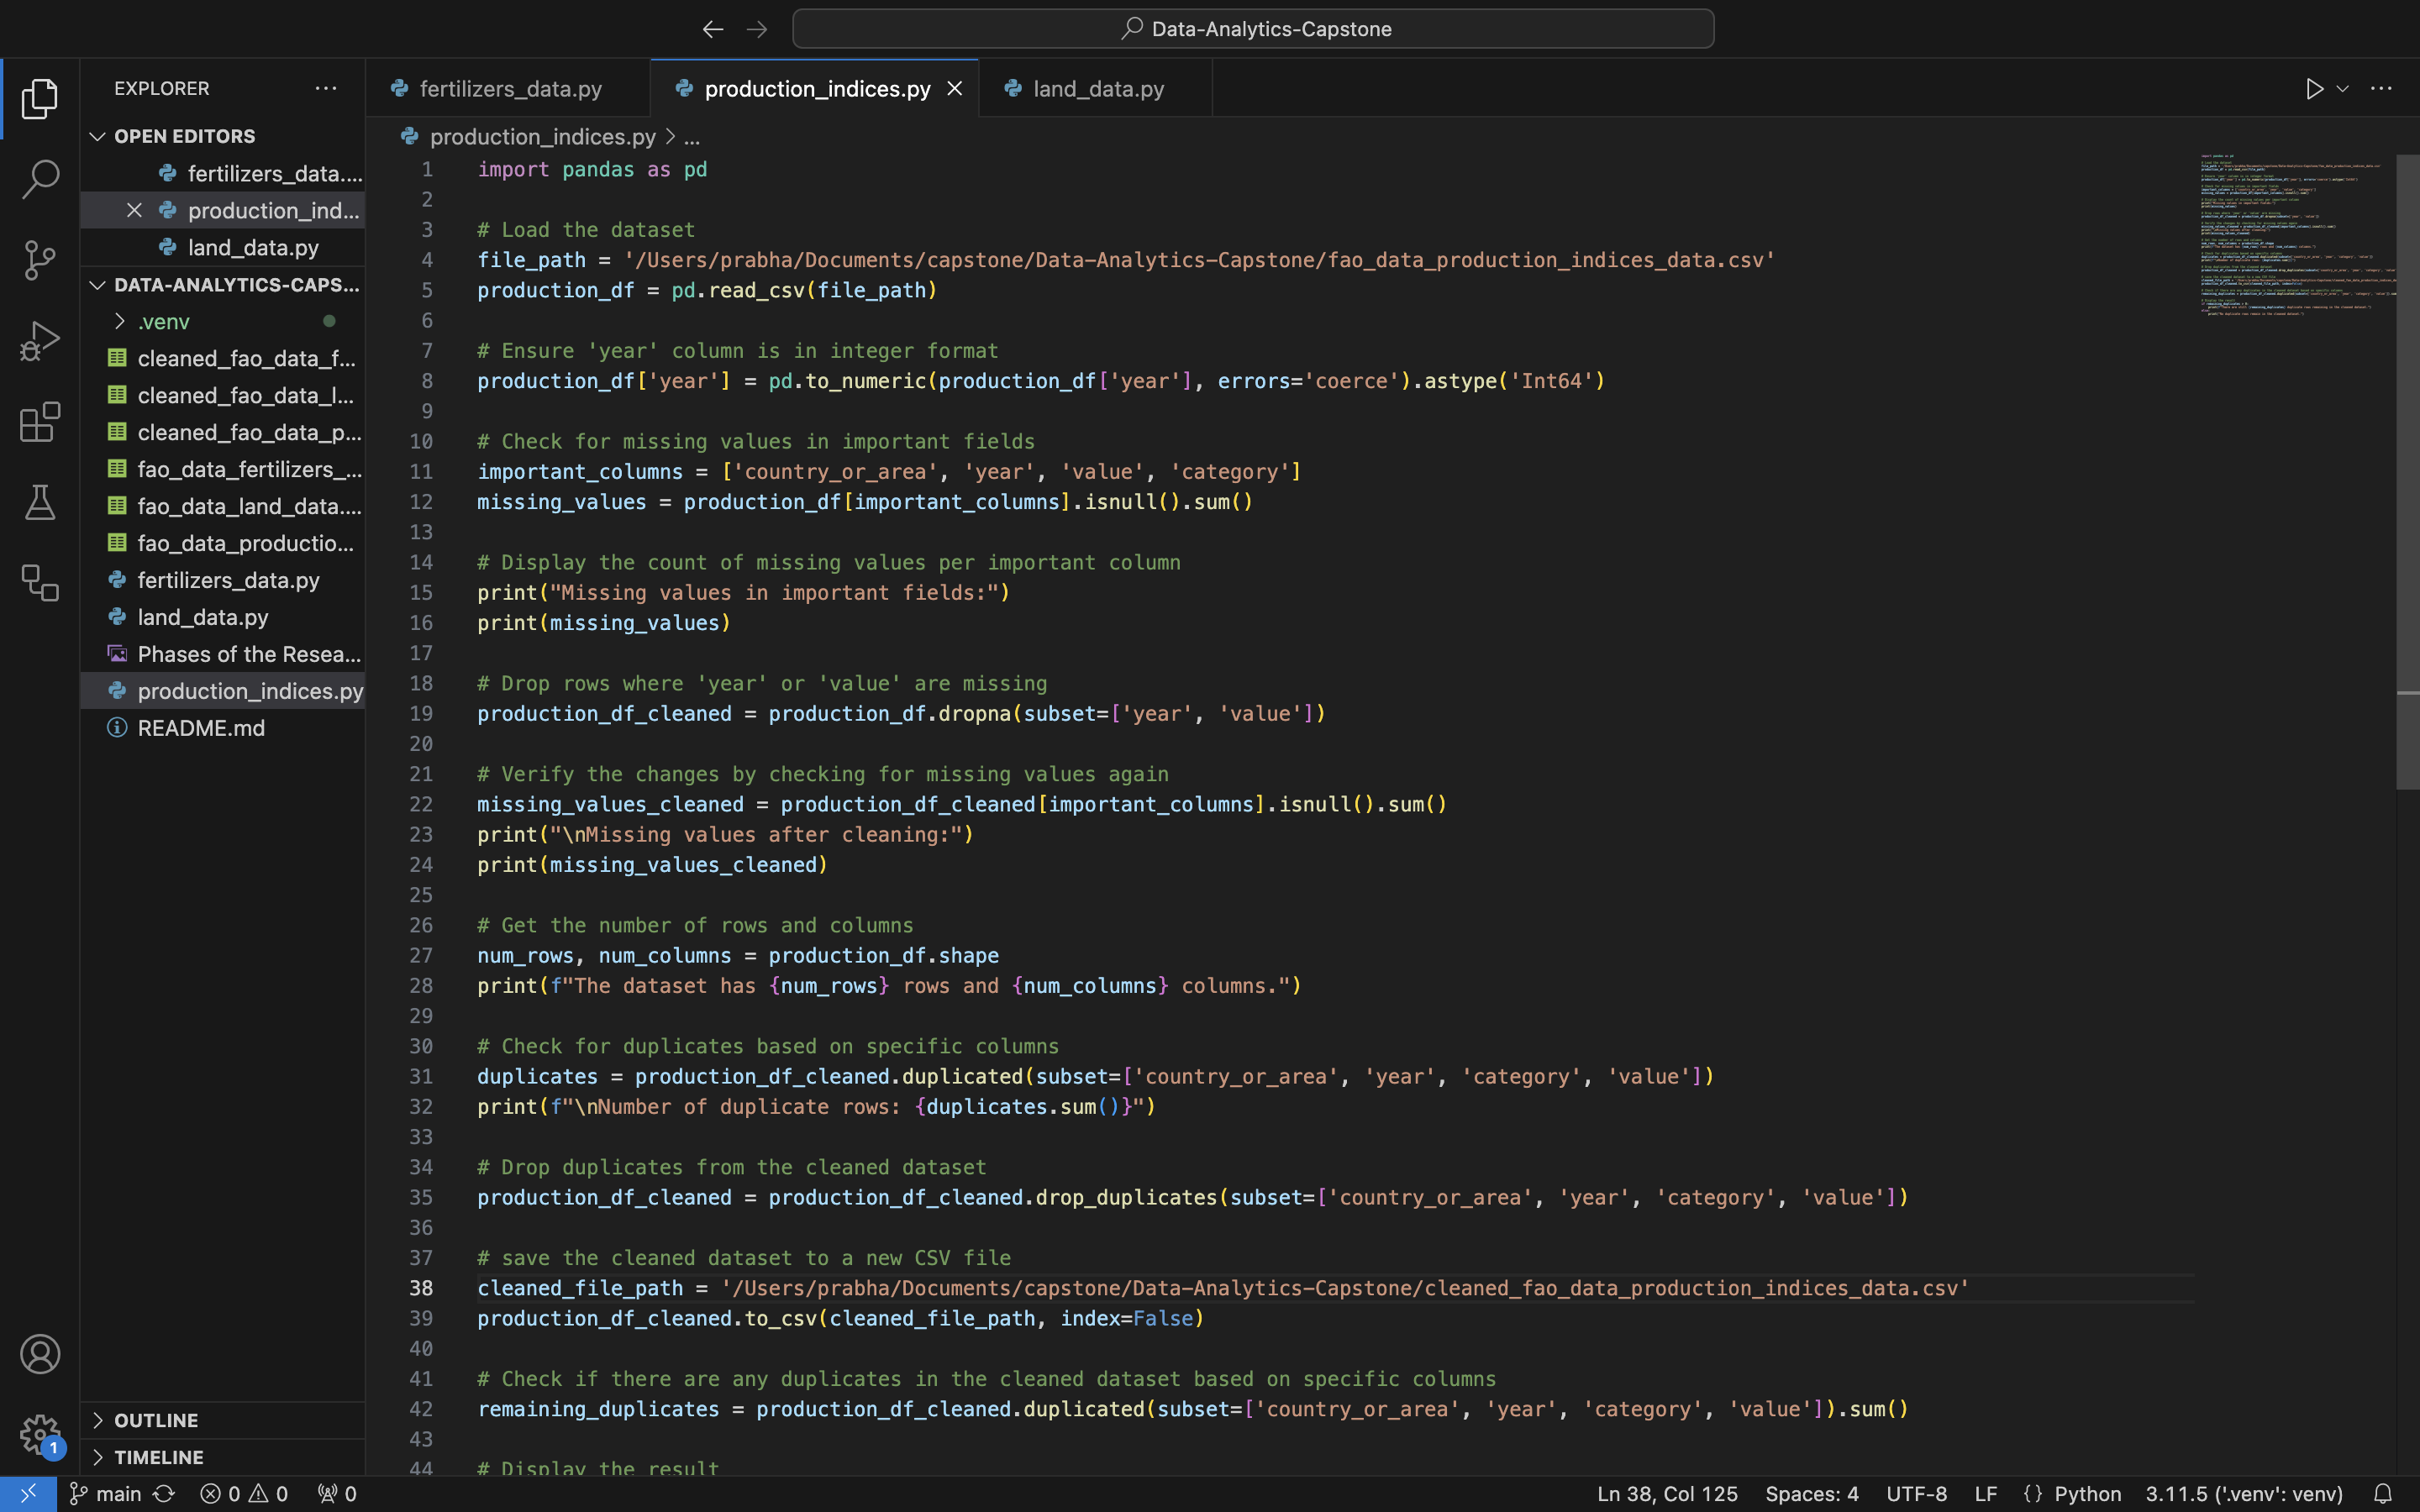 Data-Analytics-Capstone
EXPLORER
fertilizers_data.py
production_indices.py
land_data.py
OPEN EDITORS
fertilizers_data....
production_ind...
land_data.py
DATA-ANALYTICS-CAPS...
.venv
cleaned_fao_data_f...
cleaned_fao_data_l...
cleaned_fao_data_p...
fao_data_fertilizers_...
fao_data_land_data....
fao_data_productio...
fertilizers_data.py
land_data.py
Phases of the Resea...
production_indices.py
README.md
OUTLINE
TIMELINE
1
production_indices.py > ...
1 import pandas as pd
2
3 # Load the dataset
4 file_path = '/Users/prabha/Documents/capstone/Data-Analytics-Capstone/fao_data_production_indices_data.csv'
5 production_df = pd.read_csv(file_path)
6
7 # Ensure 'year' column is in integer format
8 production_df['year'] = pd.to_numeric(production_df['year'], errors='coerce').astype('Int64')
9
10 # Check for missing values in important fields
11 important_columns = ['country_or_area', 'year', 'value', 'category']
12 missing_values = production_df[important_columns].isnull().sum()
13
14 # Display the count of missing values per important column
15 print("Missing values in important fields:")
16 print(missing_values)
17
18 # Drop rows where 'year' or 'value' are missing
19 production_df_cleaned = production_df.dropna(subset=['year', 'value'])
20
21 # Verify the changes by checking for missing values again
22 missing_values_cleaned = production_df_cleaned[important_columns].isnull().sum()
23 print("\nMissing values after cleaning:")
24 print(missing_values_cleaned)
25
26 # Get the number of rows and columns
27 num_rows, num_columns = production_df.shape
28 print(f"The dataset has {num_rows} rows and {num_columns} columns.")
29
30 # Check for duplicates based on specific columns
31 duplicates = production_df_cleaned.duplicated(subset=['country_or_area', 'year', 'category', 'value'])
32 print(f"\nNumber of duplicate rows: {duplicates.sum()}")
33
34 # Drop duplicates from the cleaned dataset
35 production_df_cleaned = production_df_cleaned.drop_duplicates(subset=['country_or_area', 'year', 'category', 'value'])
36
37 # save the cleaned dataset to a new CSV file
38 cleaned_file_path = '/Users/prabha/Documents/capstone/Data-Analytics-Capstone/cleaned_fao_data_production_indices_data.csv'
39 production_df_cleaned.to_csv(cleaned_file_path, index=False)
40
41 # Check if there are any duplicates in the cleaned dataset based on specific columns
42 remaining_duplicates = production_df_cleaned.duplicated(subset=['country_or_area', 'year', 'category', 'value']).sum()
43
44 # Display the result
main 0 0 0 Ln 38, Col 125 Spaces: 4 UTF-8 LF {} Python 3.11.5 ('.venv': venv)